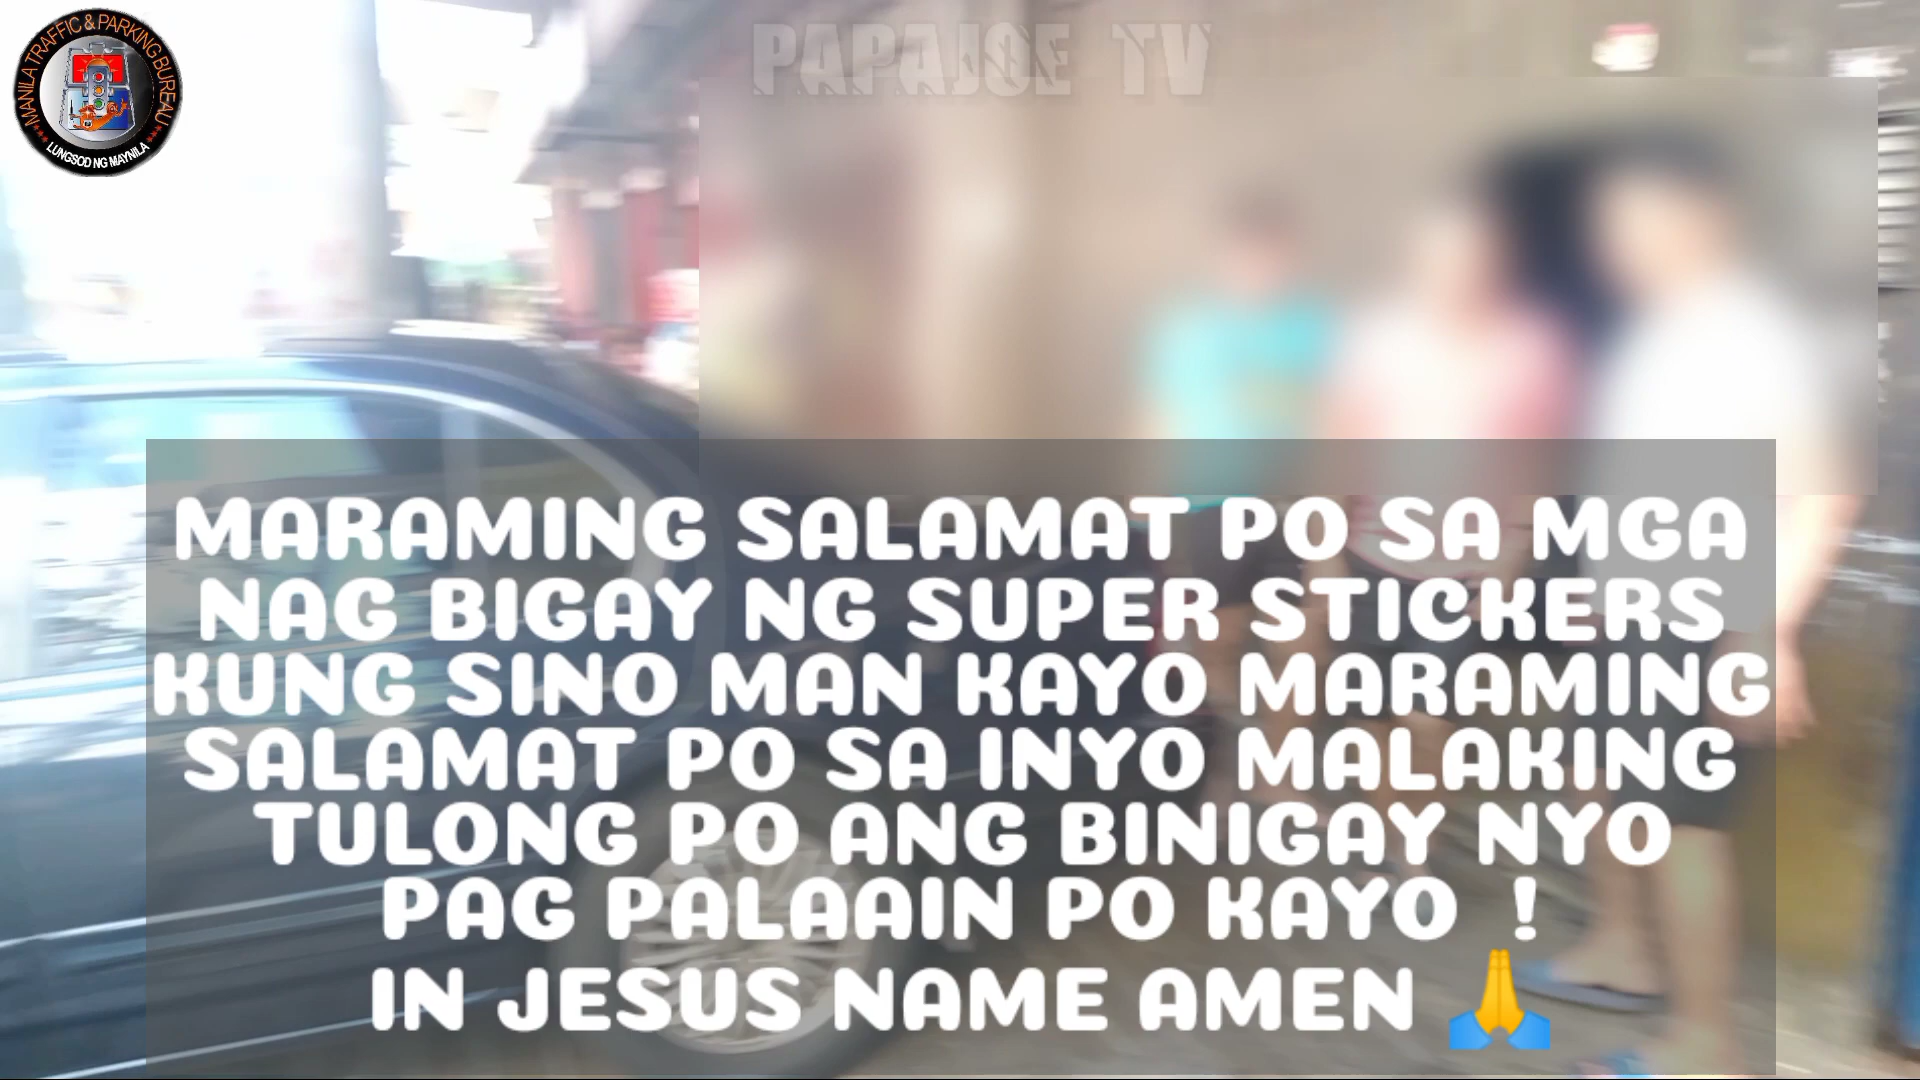 MANILA TRAFFIC & PARKING BUREAU
LUNGSOD NG MAYNILA
PAPAJOE TV
MARAMING SALAMAT PO SA MGA
NAG BIGAY NG SUPER STICKERS
KUNG SINO MAN KAYO MARAMING
SALAMAT PO SA INYO MALAKING
TULONG PO ANG BINIGAY NYO
PAG PALAAIN PO KAYO !
IN JESUS NAME AMEN 🙏